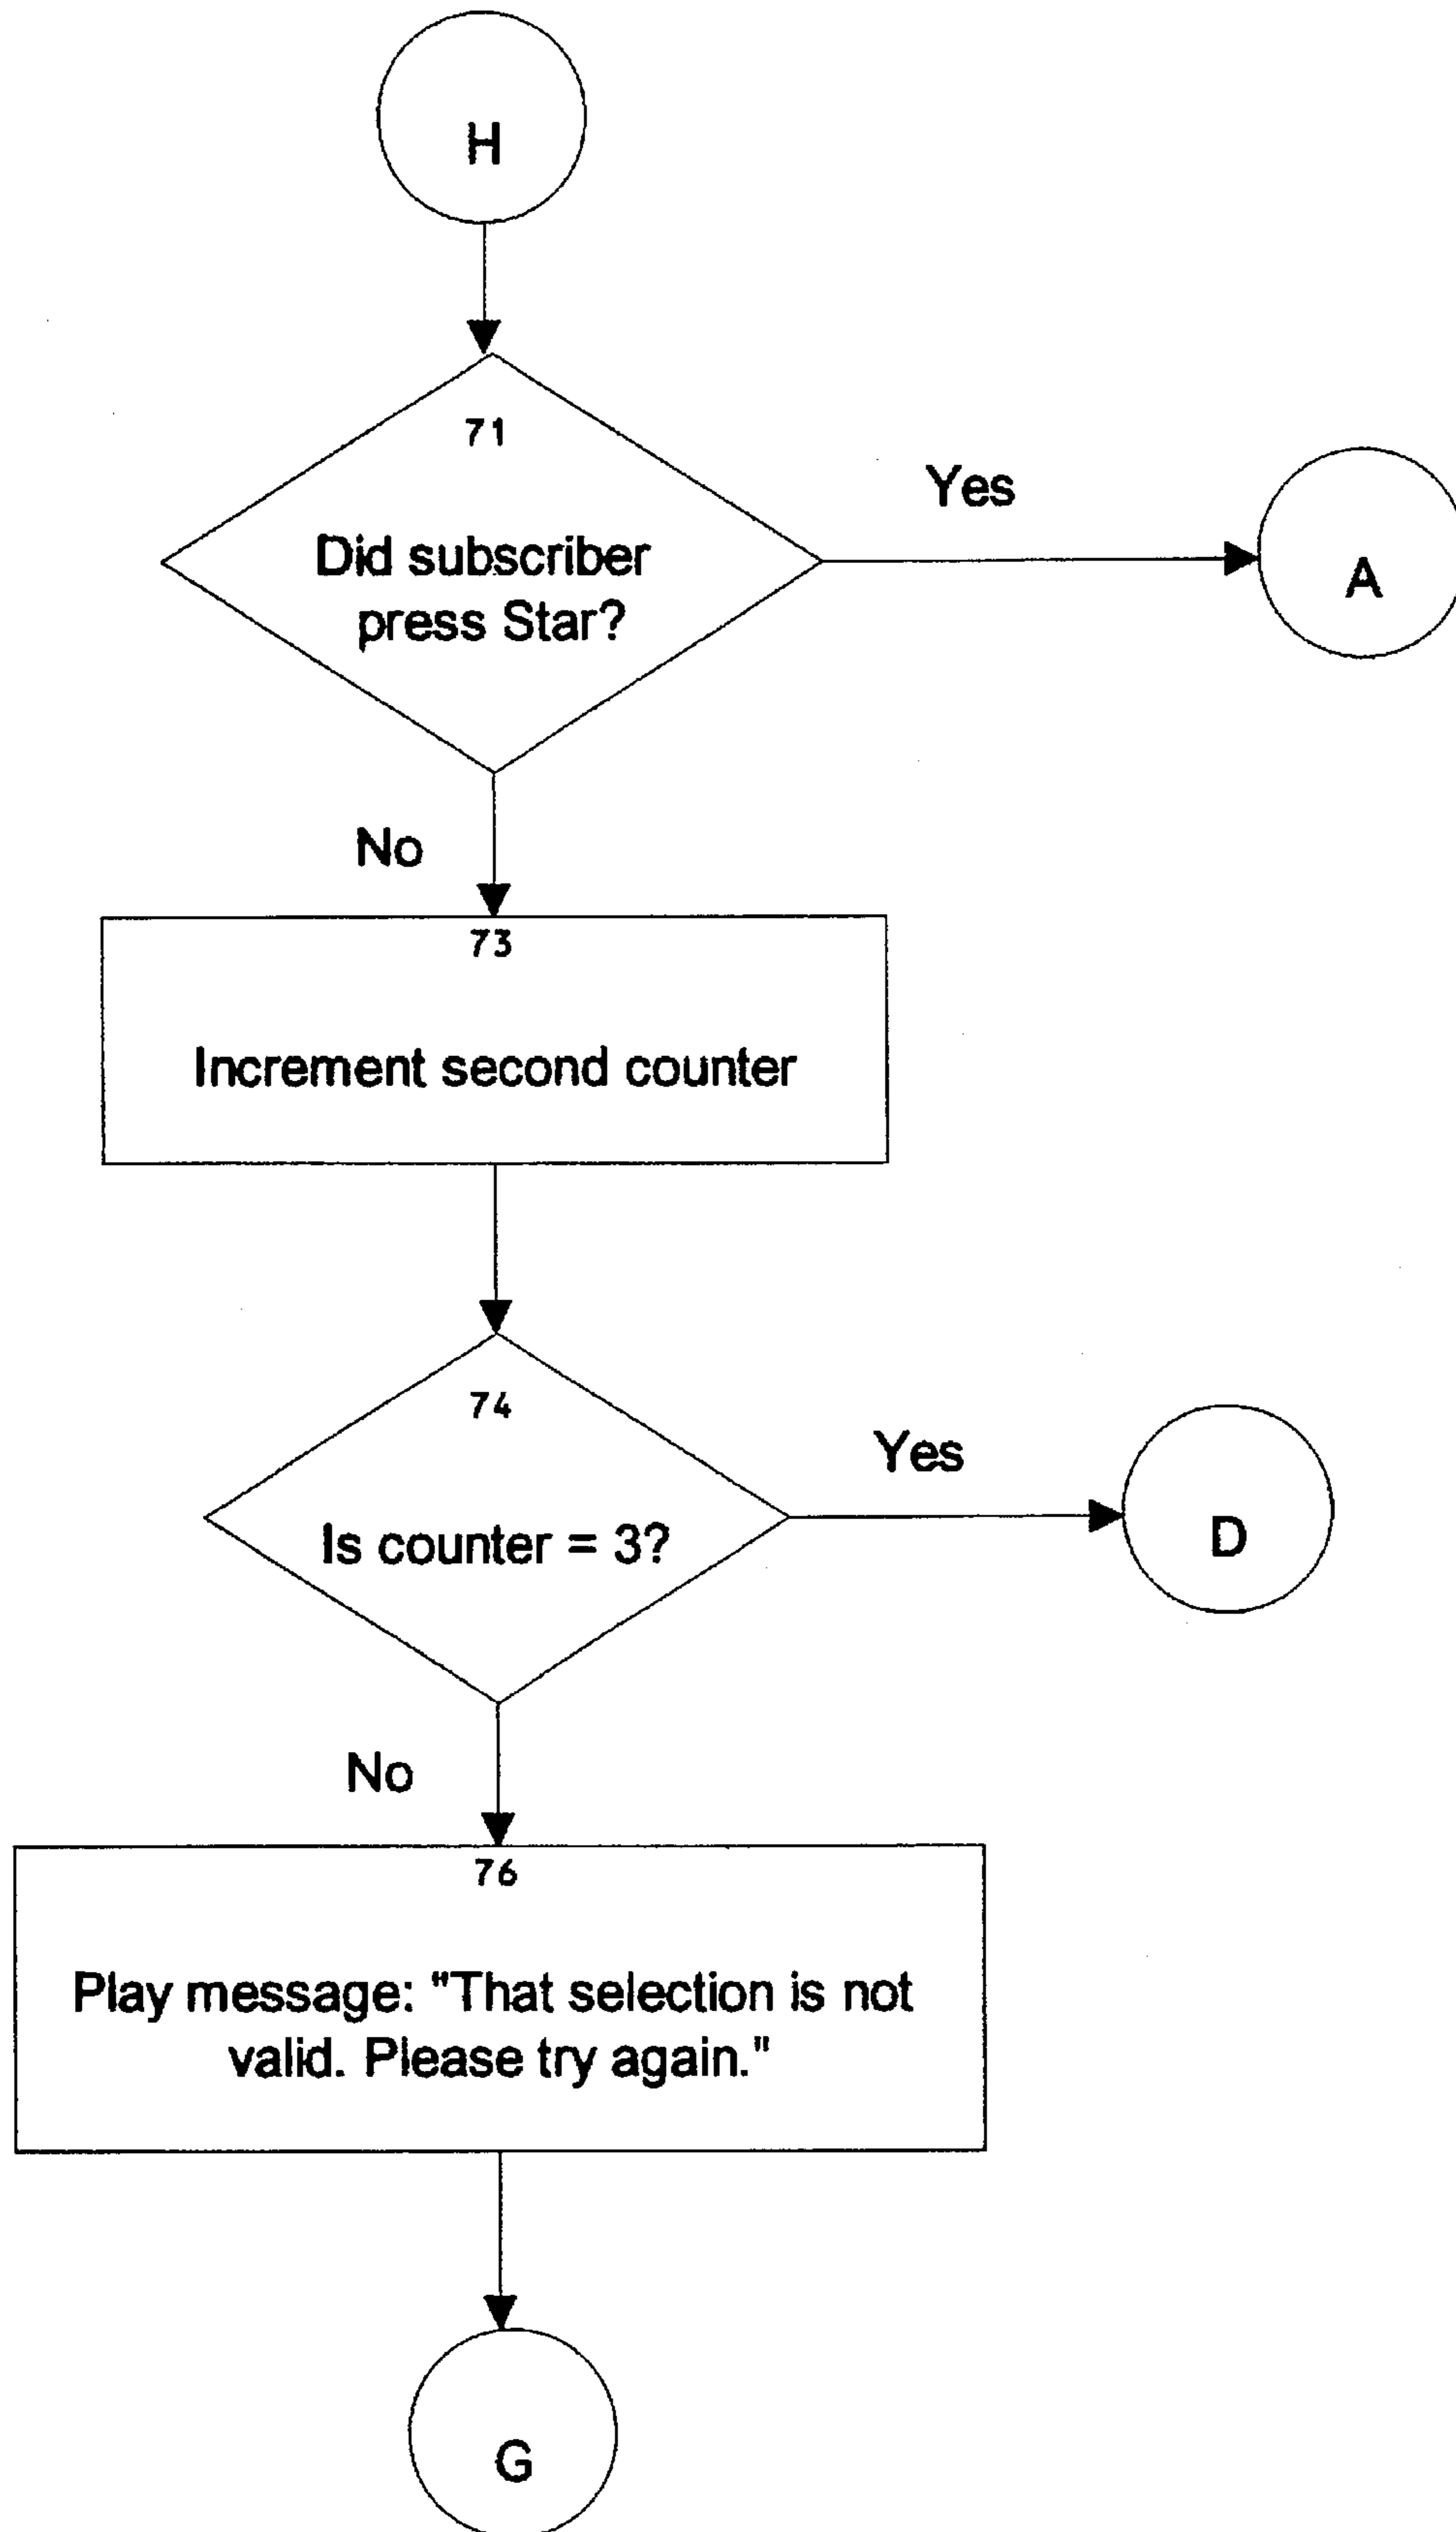 H
71
Yes
Did subscriber
press Star?
A
No
73
Increment second counter
74
Yes
Is counter = 3?
D
No
76
Play message: "That selection is not
valid. Please try again."
G